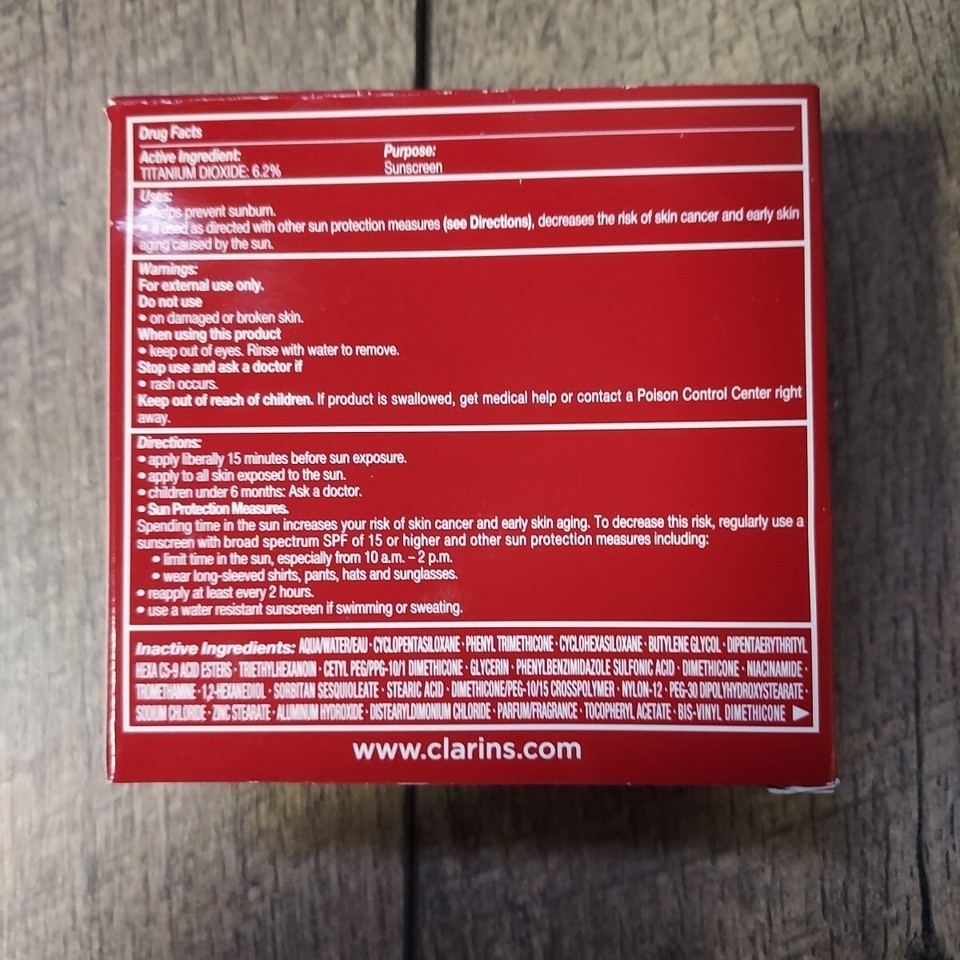 Drug Facts
Active Ingredient: Purpose:
TITANIUM DIOXIDE: 6.2% Sunscreen
Uses:
• helps prevent sunburn.
• if used as directed with other sun protection measures (see Directions), decreases the risk of skin cancer and early skin
aging caused by the sun.
Warnings:
For external use only.
Do not use
• on damaged or broken skin.
When using this product
• keep out of eyes. Rinse with water to remove.
Stop use and ask a doctor if
• rash occurs.
Keep out of reach of children. If product is swallowed, get medical help or contact a Poison Control Center right
away.
Directions:
• apply liberally 15 minutes before sun exposure.
• apply to all skin exposed to the sun.
• children under 6 months: Ask a doctor.
• Sun Protection Measures.
Spending time in the sun increases your risk of skin cancer and early skin aging. To decrease this risk, regularly use a
sunscreen with broad spectrum SPF of 15 or higher and other sun protection measures including:
• limit time in the sun, especially from 10 a.m. – 2 p.m.
• wear long-sleeved shirts, pants, hats and sunglasses.
• reapply at least every 2 hours.
• use a water resistant sunscreen if swimming or sweating.
Inactive Ingredients: AQUA/WATER/EAU · CYCLOPENTASILOXANE · PHENYL TRIMETHICONE · CYCLOHEXASILOXANE · BUTYLENE GLYCOL · DIPENTAERYTHRITYL
HEXA C5-9 ACID ESTERS · TRIETHYLHEXANOIN · CETYL PEG/PPG-10/1 DIMETHICONE · GLYCERIN · PHENYLBENZIMIDAZOLE SULFONIC ACID · DIMETHICONE · NIACINAMIDE ·
TROMETHAMINE · 1,2-HEXANEDIOL · SORBITAN SESQUIOLEATE · STEARIC ACID · DIMETHICONE/PEG-10/15 CROSSPOLYMER · NYLON-12 · PEG-30 DIPOLYHYDROXYSTEARATE ·
SODIUM CHLORIDE · ZINC STEARATE · ALUMINUM HYDROXIDE · DISTEARYLDIMONIUM CHLORIDE · PARFUM/FRAGRANCE · TOCOPHERYL ACETATE · BIS-VINYL DIMETHICONE ▶
www.clarins.com